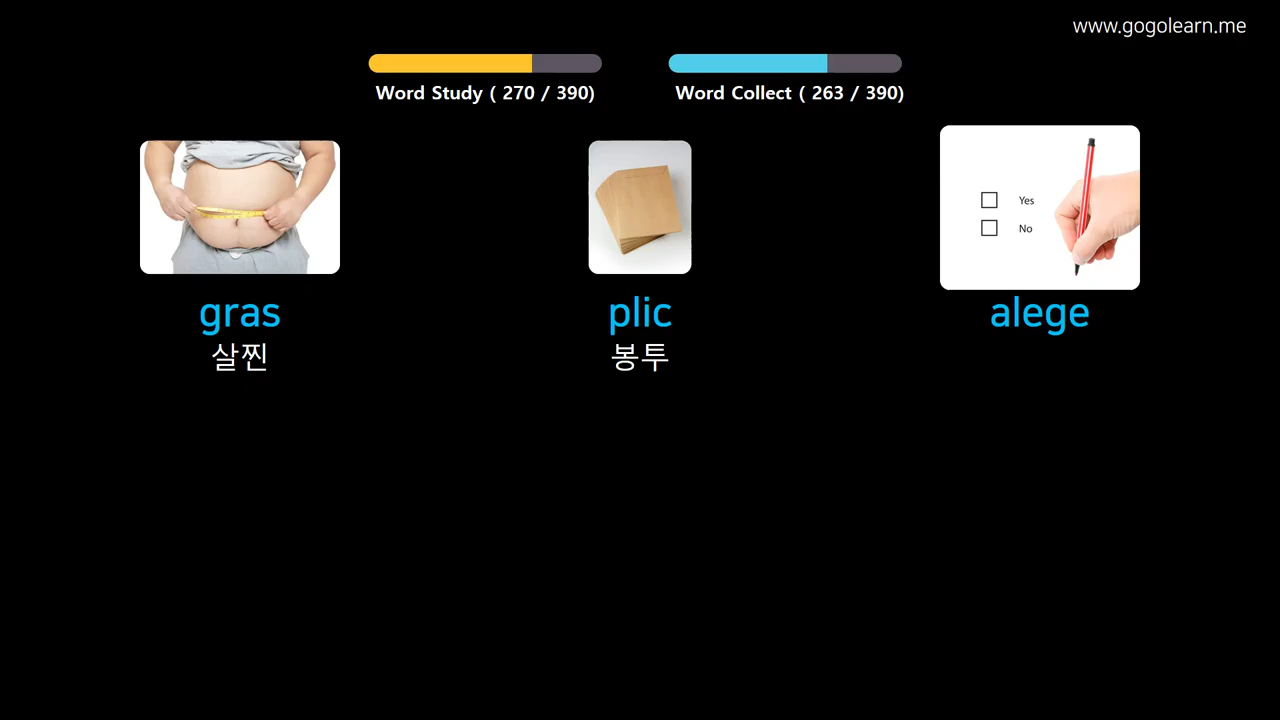 www.gogolearn.me
Word Study ( 270 / 390)
Word Collect ( 263 / 390)
Yes
No
gras
plic
alege
살찐
봉투